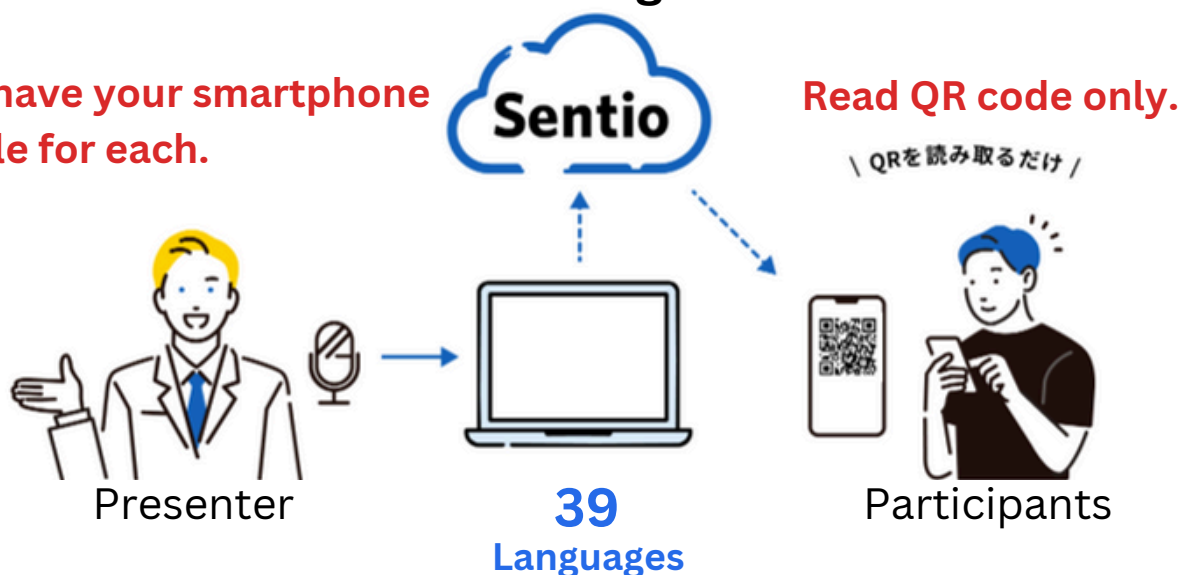 have your smartphone
le for each.
Sentio
Read QR code only.
\ QRを読み取るだけ /
Presenter
39
Languages
Participants